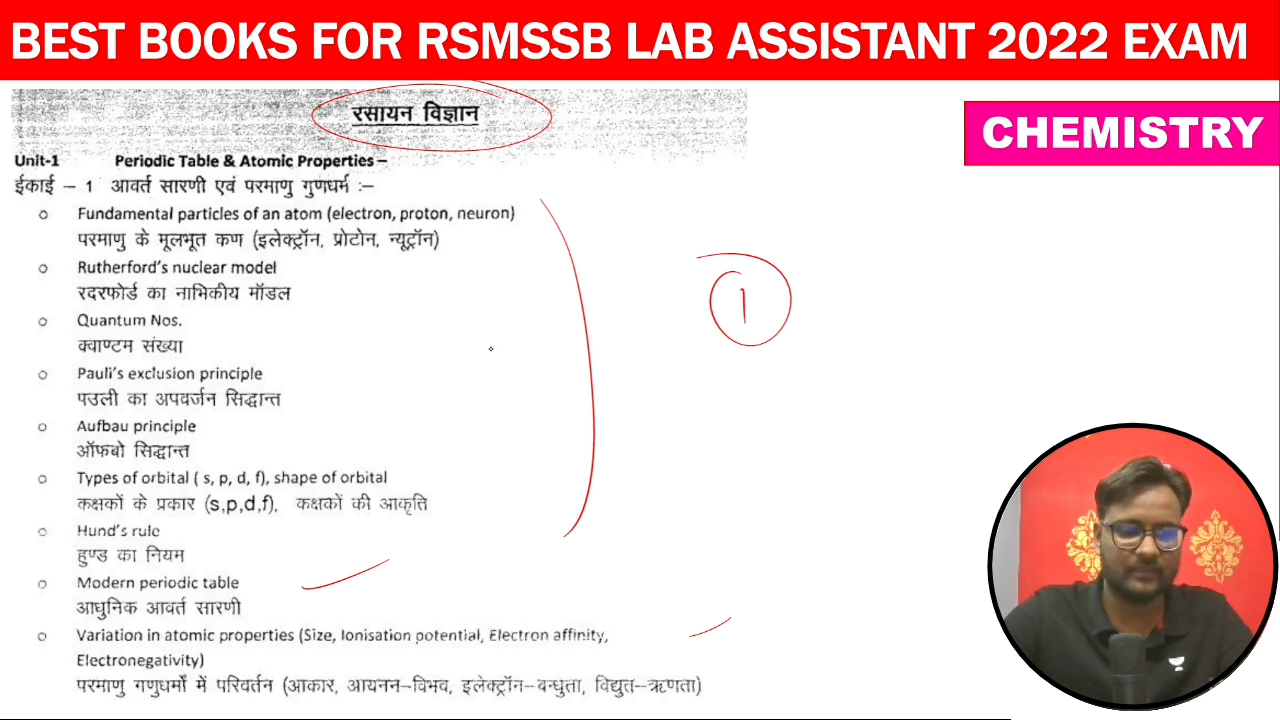 BEST BOOKS FOR RSMSSB LAB ASSISTANT 2022 EXAM
रसायन विज्ञान
CHEMISTRY
Unit-1 Periodic Table & Atomic Properties –
ईकाई – 1 आवर्त सारणी एवं परमाणु गुणधर्म :–
○ Fundamental particles of an atom (electron, proton, neuron)
परमाणु के मूलभूत कण (इलेक्ट्रॉन, प्रोटोन, न्यूट्रॉन)
○ Rutherford's nuclear model
रदरफोर्ड का नाभिकीय मॉडल
1
○ Quantum Nos.
क्वाण्टम संख्या
○ Pauli's exclusion principle
पउली का अपवर्जन सिद्धान्त
○ Aufbau principle
ऑफबो सिद्धान्त
○ Types of orbital ( s, p, d, f), shape of orbital
कक्षकों के प्रकार (s,p,d,f), कक्षकों की आकृति
○ Hund's rule
हुण्ड का नियम
○ Modern periodic table
आधुनिक आवर्त सारणी
○ Variation in atomic properties (Size, Ionisation potential, Electron affinity,
Electronegativity)
परमाणु गणुधर्मों में परिवर्तन (आकार, आयनन–विभव, इलेक्ट्रॉन–बन्धुता, विद्युत–ऋणता)